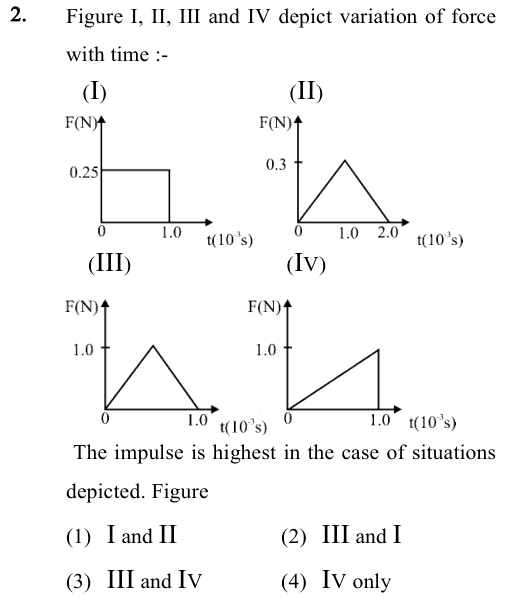 2. Figure I, II, III and IV depict variation of force
with time :-
(I) (II)
F(N) F(N)
0.25 0.3
0 1.0 t(10⁻³s) 0 1.0 2.0 t(10⁻³s)
(III) (IV)
F(N) F(N)
1.0 1.0
0 1.0 t(10⁻³s) 0 1.0 t(10⁻³s)
The impulse is highest in the case of situations
depicted. Figure
(1) I and II (2) III and I
(3) III and IV (4) IV only